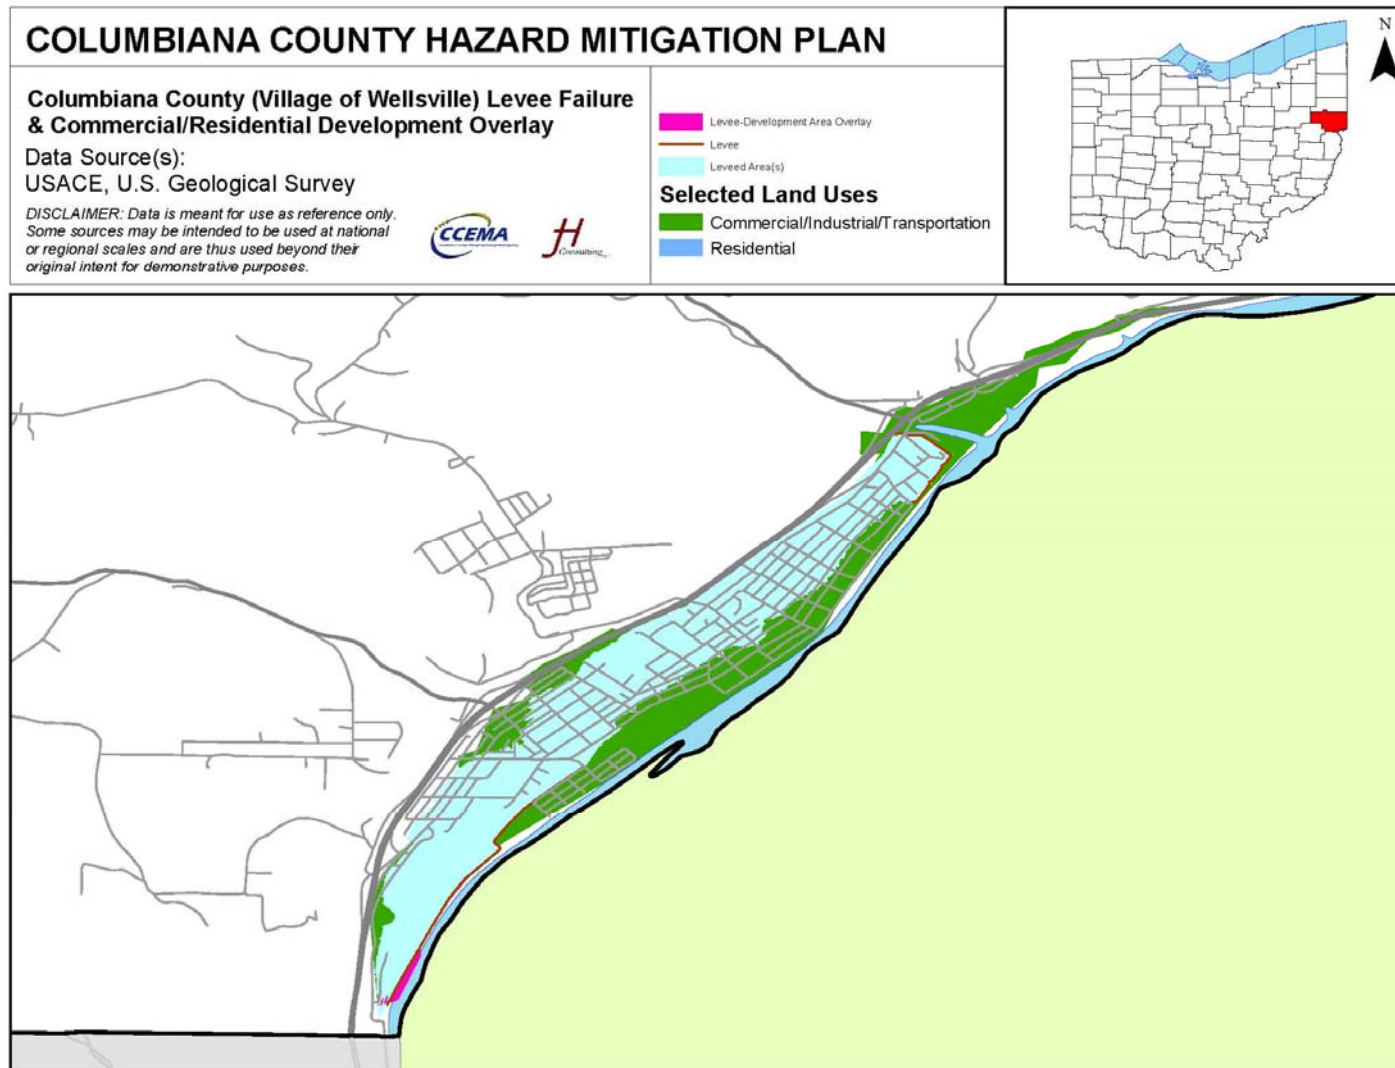 COLUMBIANA COUNTY HAZARD MITIGATION PLAN
Columbiana County (Village of Wellsville) Levee Failure
& Commercial/Residential Development Overlay
Data Source(s):
USACE, U.S. Geological Survey
DISCLAIMER: Data is meant for use as reference only.
Some sources may be intended to be used at national
or regional scales and are thus used beyond their
original intent for demonstrative purposes.
CCEMA
JH
Consulting
Levee-Development Area Overlay
Levee
Leveed Area(s)
Selected Land Uses
Commercial/Industrial/Transportation
Residential
N